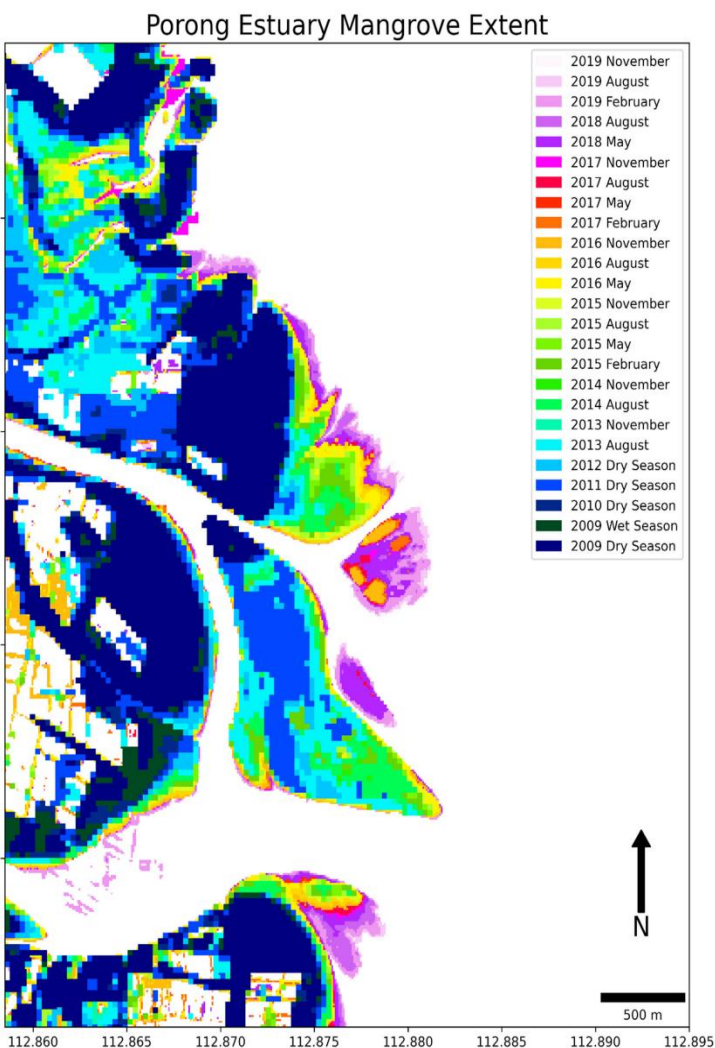 Porong Estuary Mangrove Extent
2019 November
2019 August
2019 February
2018 August
2018 May
2017 November
2017 August
2017 May
2017 February
2016 November
2016 August
2016 May
2015 November
2015 August
2015 May
2015 February
2014 November
2014 August
2013 November
2013 August
2012 Dry Season
2011 Dry Season
2010 Dry Season
2009 Wet Season
2009 Dry Season
N
500 m
112.860 112.865 112.870 112.875 112.880 112.885 112.890 112.895